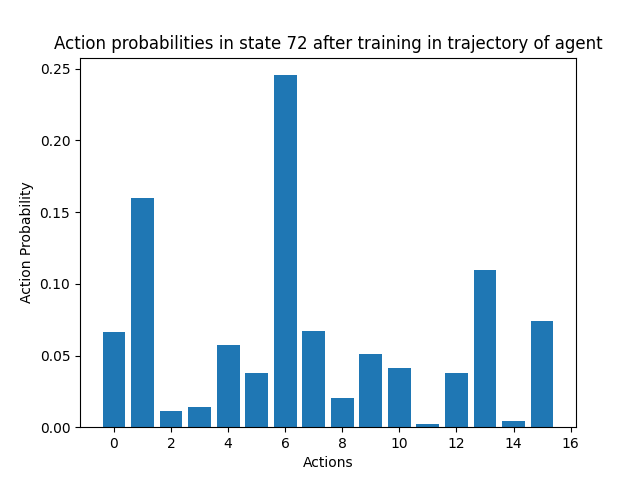 Action probabilities in state 72 after training in trajectory of agent
0.25
0.20
0.15
0.10
0.05
0.00
Action Probability
0 2 4 6 8 10 12 14 16
Actions